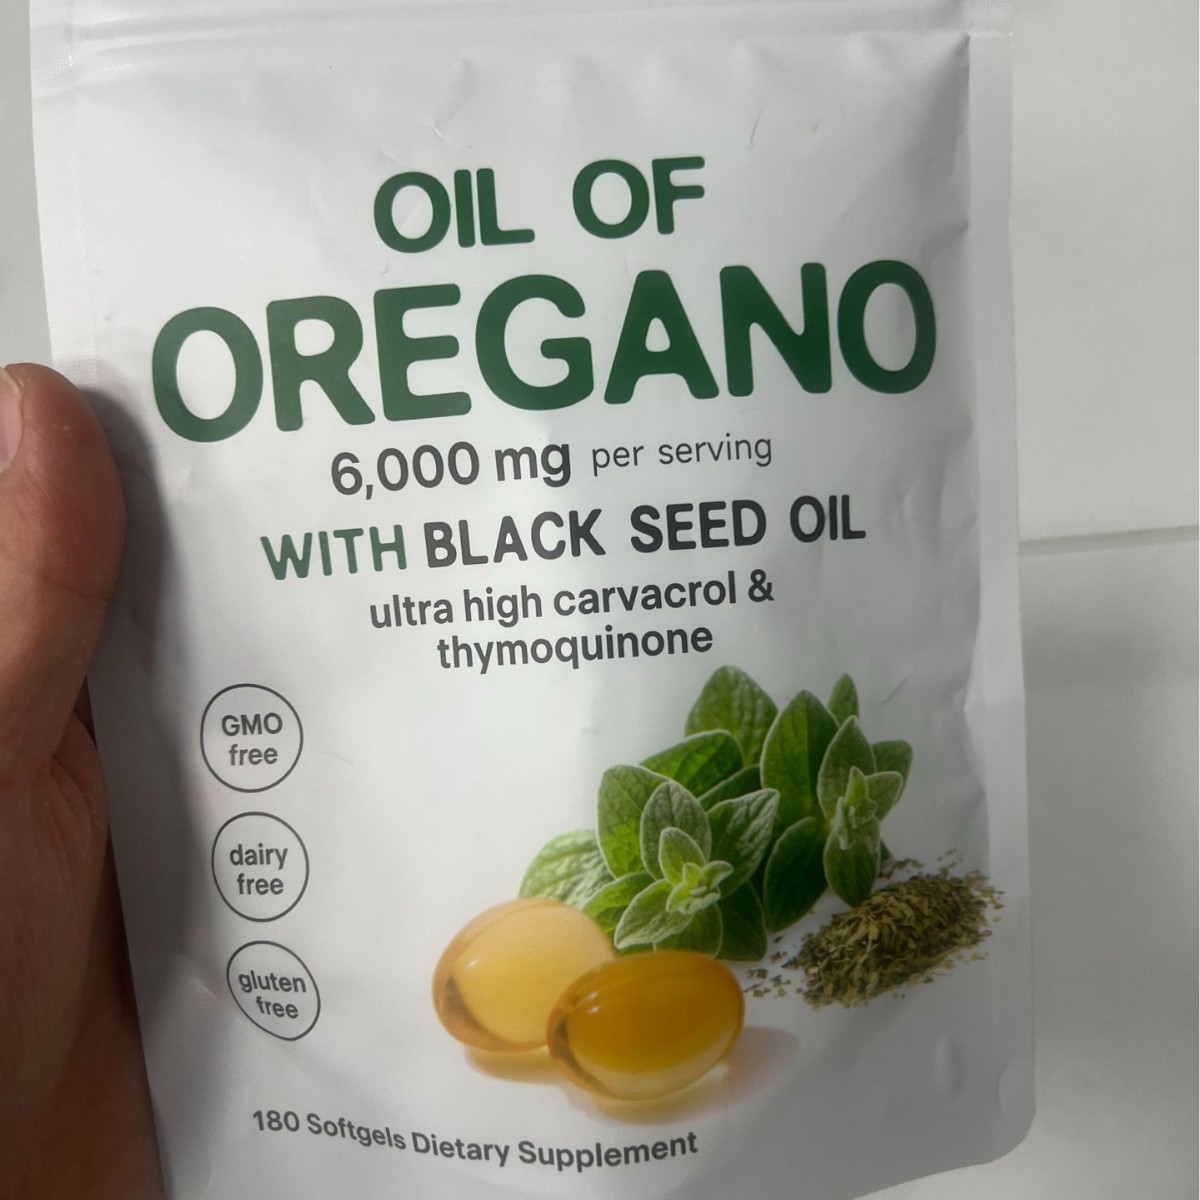 OIL OF
OREGANO
6,000 mg per serving
WITH BLACK SEED OIL
ultra high carvacrol &
thymoquinone
GMO
free
dairy
free
gluten
free
180 Softgels Dietary Supplement